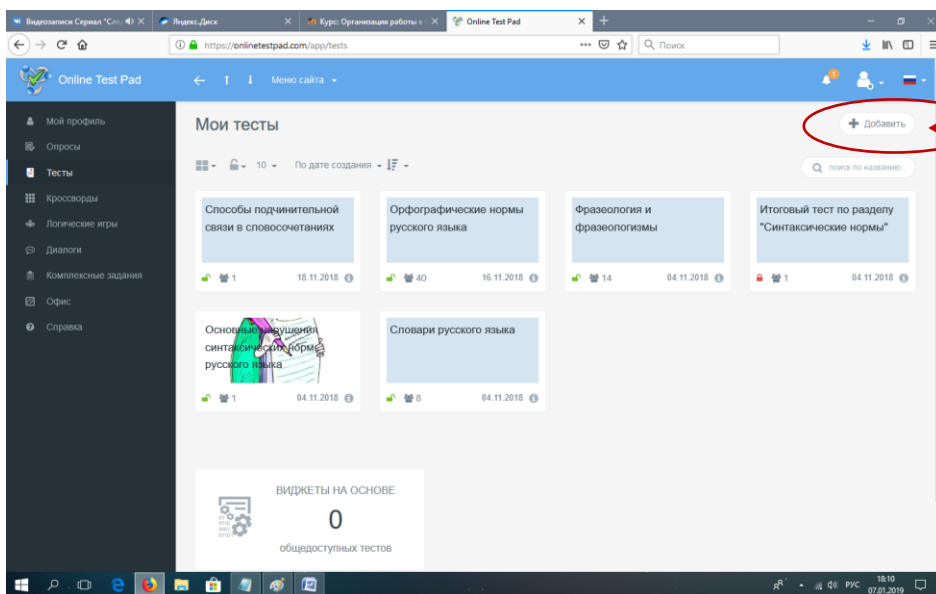 Видеозаписи Сериал "Сле
Яндекс.Диск
Курс: Организация работы в
Online Test Pad
https://onlinetestpad.com/app/tests
Поиск
Online Test Pad
Меню сайта
1
Мой профиль
Опросы
Тесты
Кроссворды
Логические игры
Диалоги
Комплексные задания
Офис
Справка
Мои тесты
Добавить
10
По дате создания
поиск по названию...
Способы подчинительной
связи в словосочетаниях
1
18.11.2018
Орфографические нормы
русского языка
40
16.11.2018
Фразеология и
фразеологизмы
14
04.11.2018
Итоговый тест по разделу
"Синтаксические нормы"
1
04.11.2018
Основные нарушения
синтаксических норм
русского языка
1
04.11.2018
Словари русского языка
8
04.11.2018
ВИДЖЕТЫ НА ОСНОВЕ
0
общедоступных тестов
РУС
18:10
07.01.2019